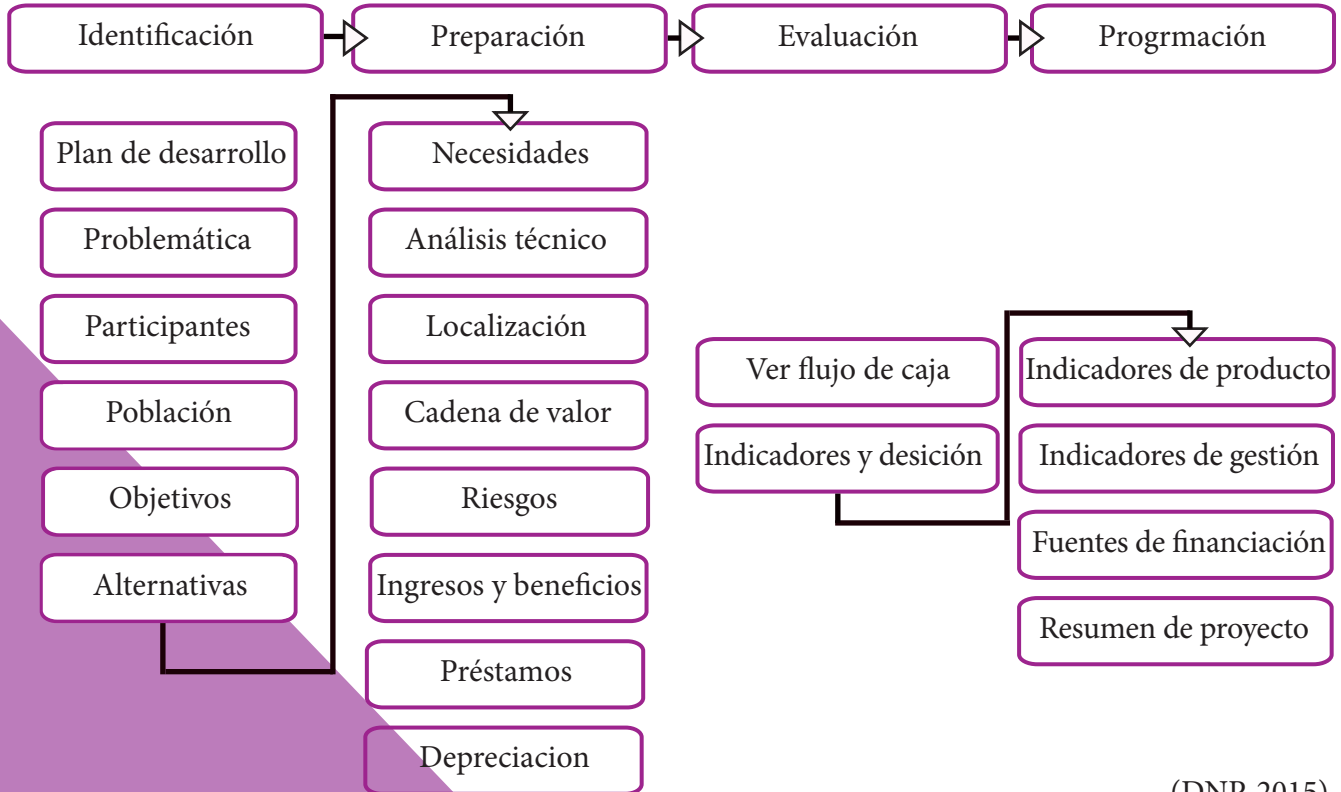 Identificación
Preparación
Evaluación
Progrmación
Plan de desarrollo
Problemática
Participantes
Población
Objetivos
Alternativas
Necesidades
Análisis técnico
Localización
Cadena de valor
Riesgos
Ingresos y beneficios
Préstamos
Depreciacion
Ver flujo de caja
Indicadores y desición
Indicadores de producto
Indicadores de gestión
Fuentes de financiación
Resumen de proyecto
(DNP, 2015)